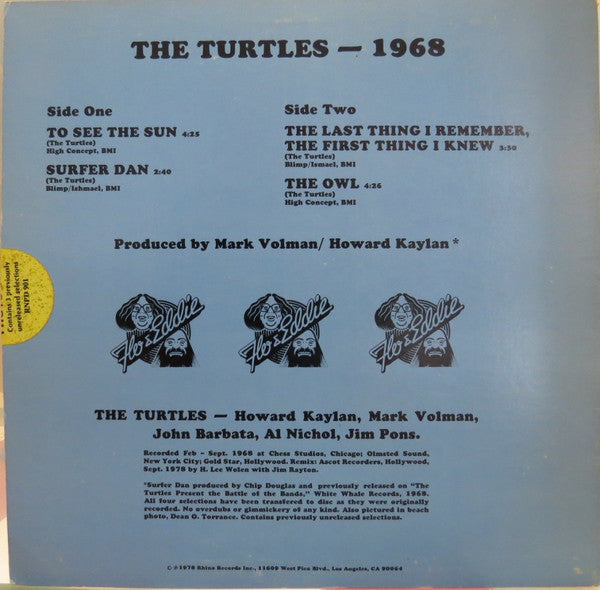 THE TURTLES — 1968
Side One
TO SEE THE SUN 4:25
(The Turtles)
High Concept, BMI
SURFER DAN 2:40
(The Turtles)
Blimp/Ishmael, BMI
Side Two
THE LAST THING I REMEMBER,
THE FIRST THING I KNEW 3:30
(The Turtles)
Blimp/Ishmael, BMI
THE OWL 4:26
(The Turtles)
High Concept, BMI
Produced by Mark Volman/ Howard Kaylan*
Contains 3 previously
unreleased selections
RNPD 901
Flo & Eddie
Flo & Eddie
Flo & Eddie
THE TURTLES — Howard Kaylan, Mark Volman,
John Barbata, Al Nichol, Jim Pons.
Recorded Feb - Sept. 1968 at Chess Studios, Chicago; Olmsted Sound,
New York City; Gold Star, Hollywood. Remix: Ascot Recorders, Hollywood,
Sept. 1978 by H. Lee Wolen with Jim Rayton.
*Surfer Dan produced by Chip Douglas and previously released on "The
Turtles Present the Battle of the Bands," White Whale Records, 1968.
All four selections have been transfered to disc as they were originally
recorded. No overdubs or gimmickery of any kind. Also pictured in beach
photo, Dean O. Torrance. Contains previously unreleased selections.
© ℗ 1978 Rhino Records Inc., 11609 West Pico Blvd., Los Angeles, CA 90064